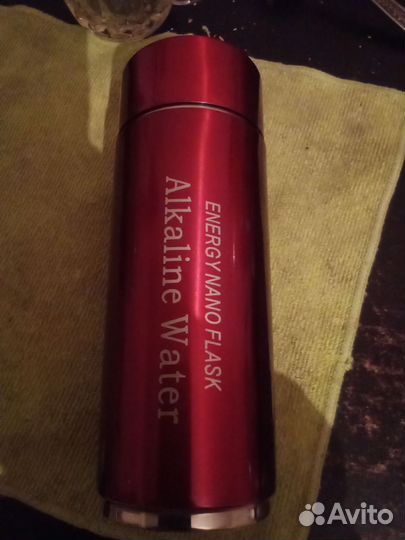 ENERGY NANO FLASK
Alkaline Water
Avito